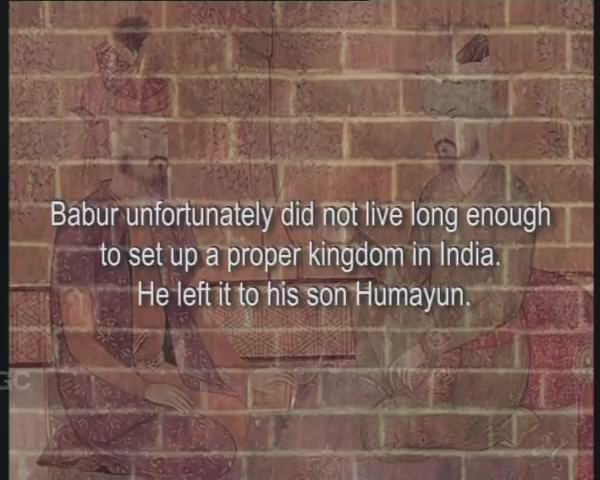 Babur unfortunately did not live long enough
to set up a proper kingdom in India.
He left it to his son Humayun.
GC